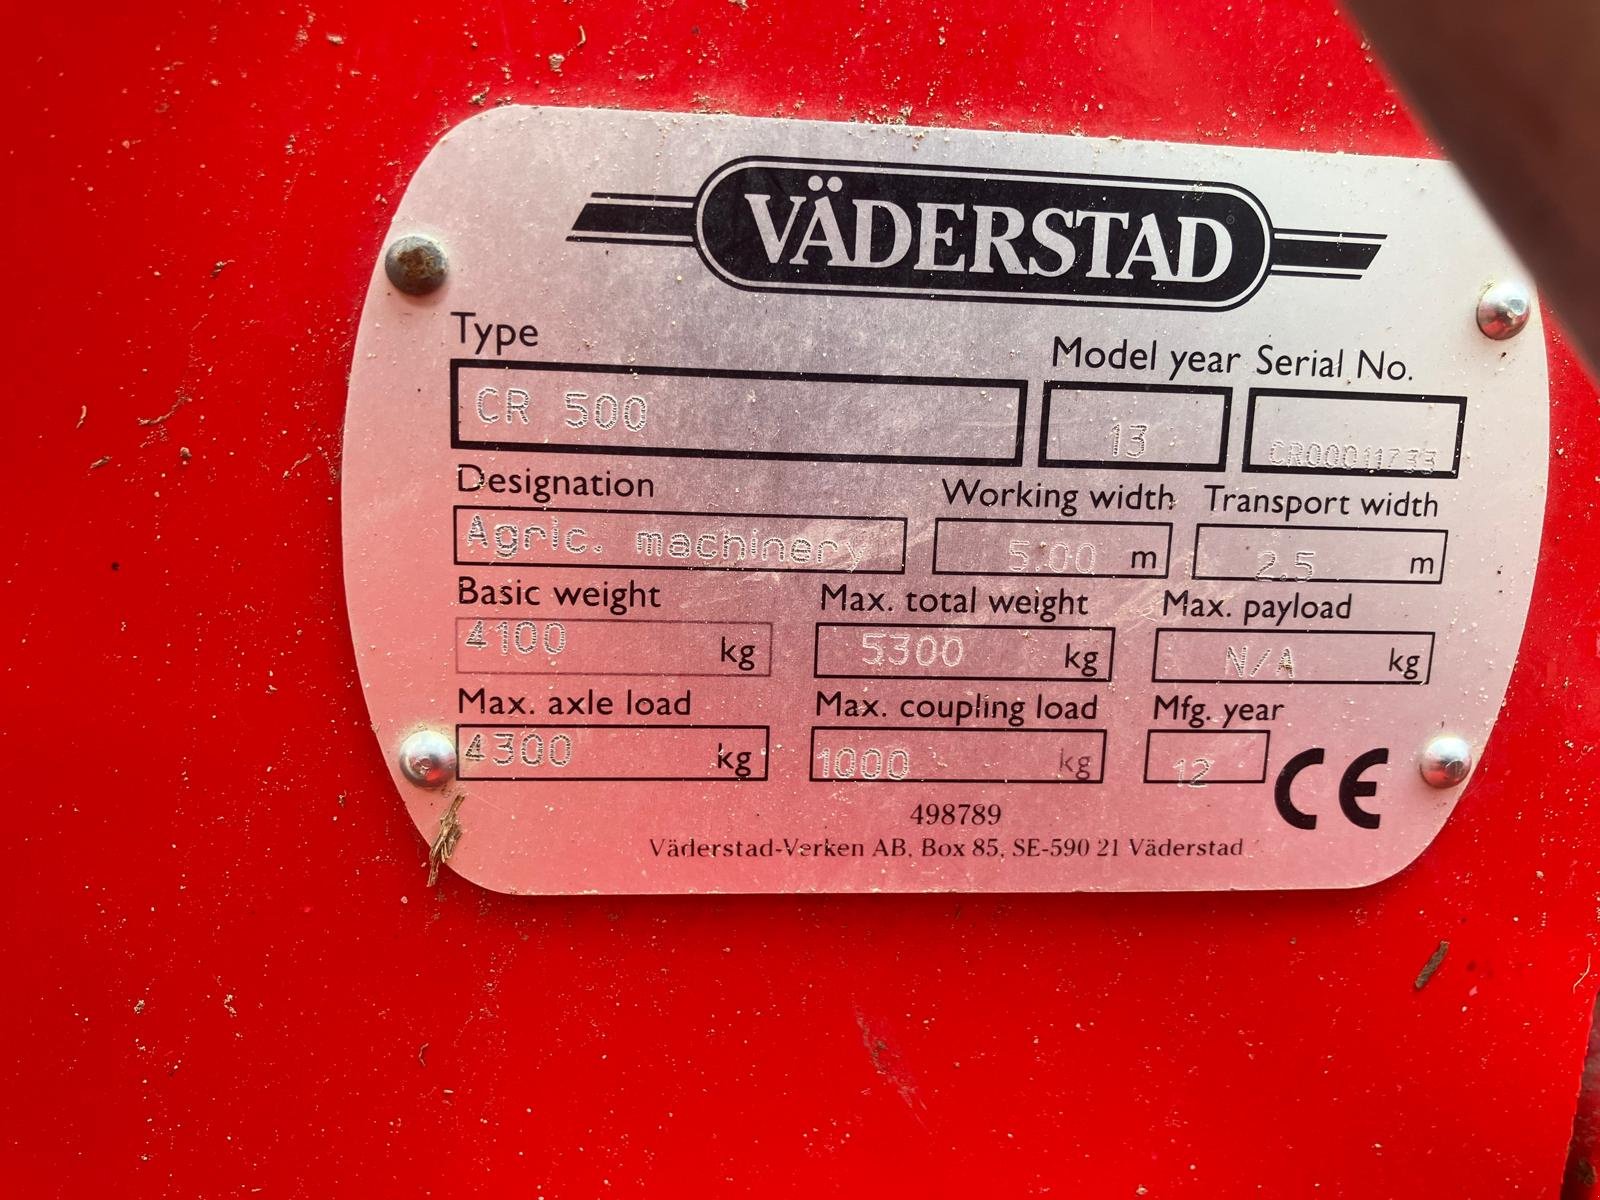 VÄDERSTAD
Type
Model year Serial No.
CR 500
13
CR00011733
Designation
Working width
Transport width
Agric. machinery
5.00 m
2.5 m
Basic weight
Max. total weight
Max. payload
4100 kg
5300 kg
N/A kg
Max. axle load
Max. coupling load
Mfg. year
4300 kg
1000 kg
12
CE
498789
Väderstad-Verken AB, Box 85, SE-590 21 Väderstad